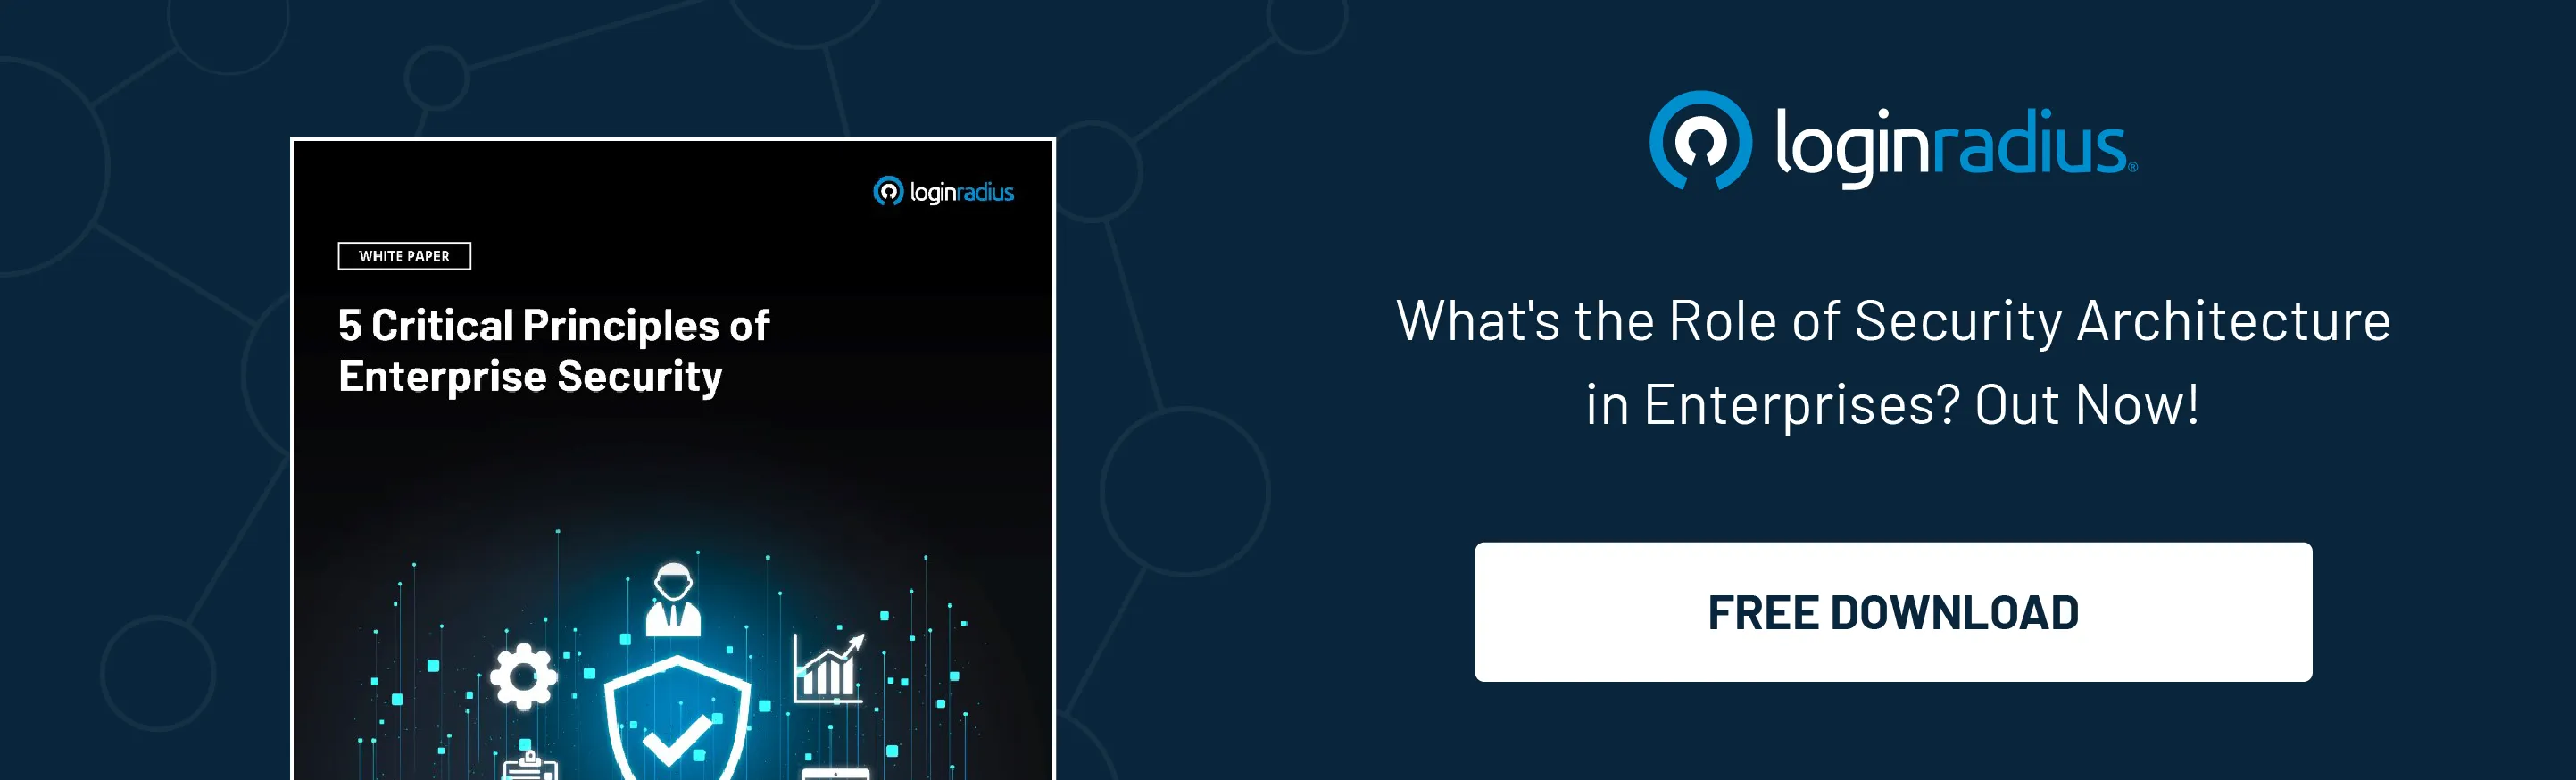 loginradius
WHITE PAPER
5 Critical Principles of
Enterprise Security
loginradius®
What's the Role of Security Architecture
in Enterprises? Out Now!
FREE DOWNLOAD